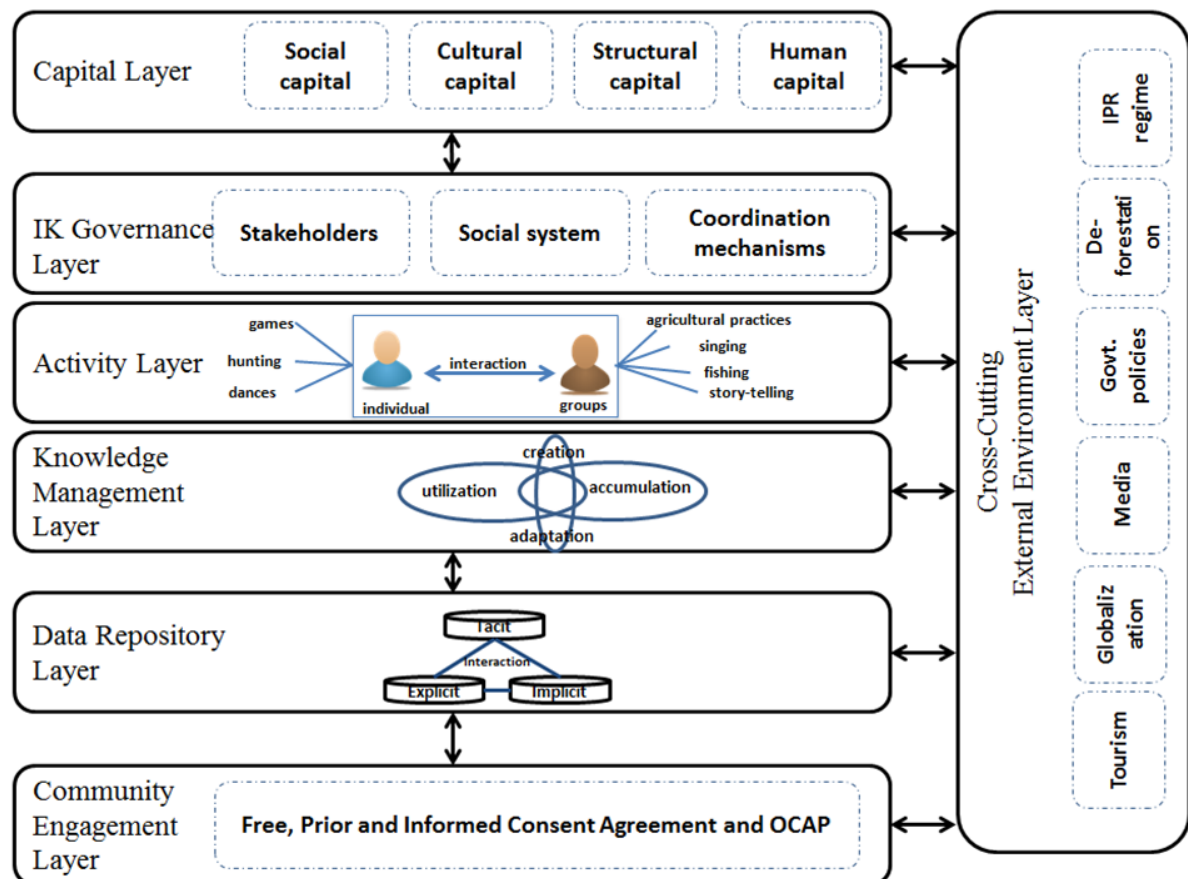 Capital Layer
Social
capital
Cultural
capital
Structural
capital
Human
capital
IK Governance
Layer
Stakeholders
Social system
Coordination
mechanisms
Activity Layer
games
hunting
dances
individual
interaction
groups
agricultural practices
singing
fishing
story-telling
Knowledge
Management
Layer
creation
utilization
accumulation
adaptation
Data Repository
Layer
Tacit
Interaction
Explicit
Implicit
Community
Engagement
Layer
Free, Prior and Informed Consent Agreement and OCAP
Cross-Cutting
External Environment Layer
IPR
regime
De-
forestati
on
Govt.
policies
Media
Globaliz
ation
Tourism